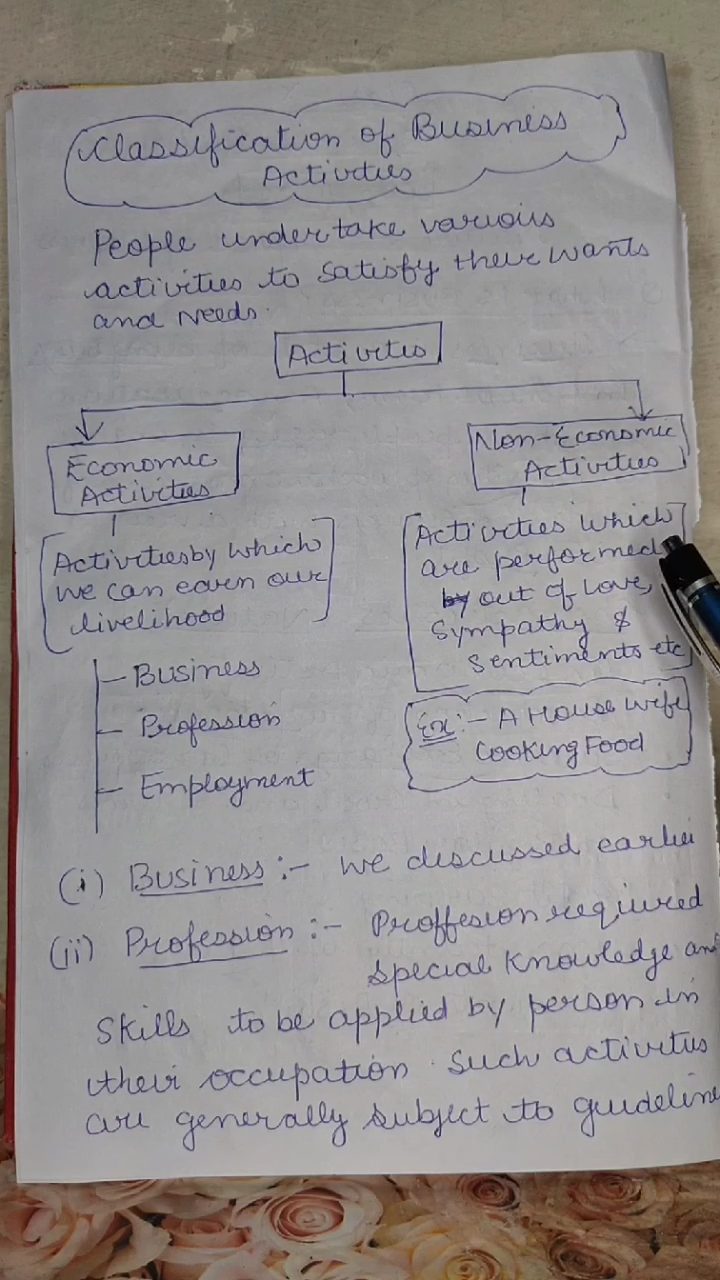 Classification of Business
Activities
People undertake various
activities to satisfy there wants
and needs.
Activites
Economic
Activities
Non-Economic
Activities
Activities by which
we can earn our
livelihood
Activities which
are performed
by out of Love,
Sympathy &
Sentiments etc
Business
Profession
Employment
Ex:- A House wife
Cooking Food
(i) Business :- we discussed earlier
(ii) Profession :- Proffesion required
special knowledge and
skills to be applied by person in
their occupation. Such activities
are generally subject to guideline